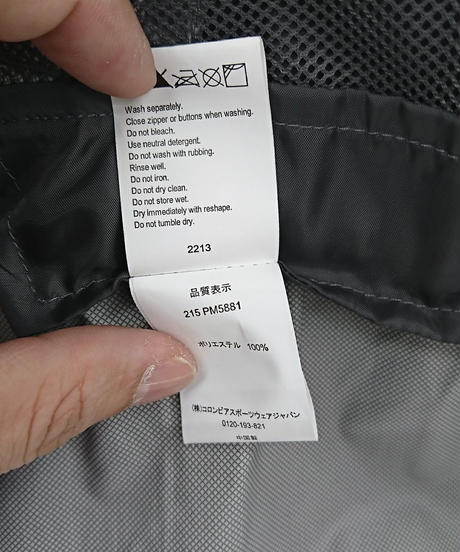 Wash separately.
Close zipper or buttons when washing.
Do not bleach.
Use neutral detergent.
Do not wash with rubbing.
Rinse well.
Do not iron.
Do not dry clean.
Do not store wet.
Dry Immediately with reshape.
Do not tumble dry.
2213
品質表示
215 PM5881
ポリエステル 100%
(株)コロンビアスポーツウェアジャパン
0120-193-821